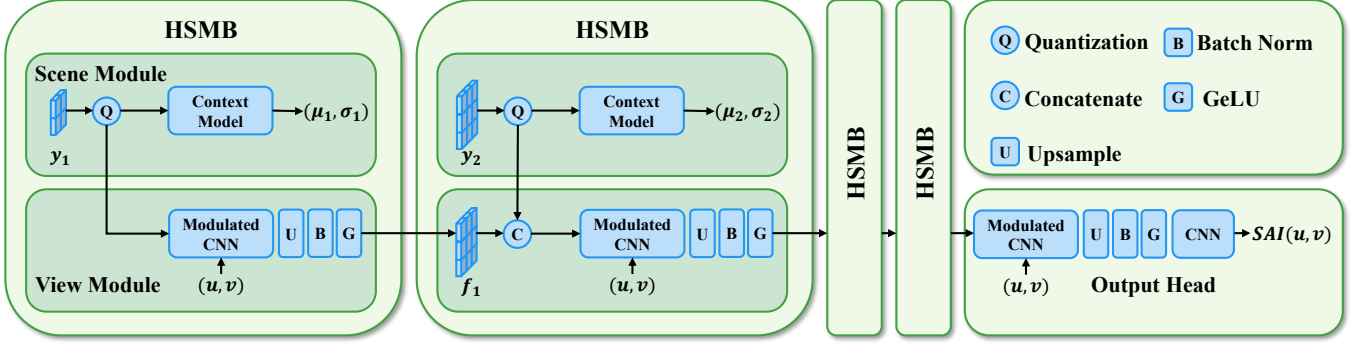 HSMB
Scene Module
Q
Context
Model
(μ₁, σ₁)
y₁
Modulated
CNN
U
B
G
View Module
(u, v)
HSMB
Q
Context
Model
(μ₂, σ₂)
y₂
C
Modulated
CNN
U
B
G
f₁
(u, v)
HSMB
HSMB
Q Quantization
B Batch Norm
C Concatenate
G GeLU
U Upsample
Modulated
CNN
U
B
G
CNN
SAI(u, v)
(u, v)
Output Head